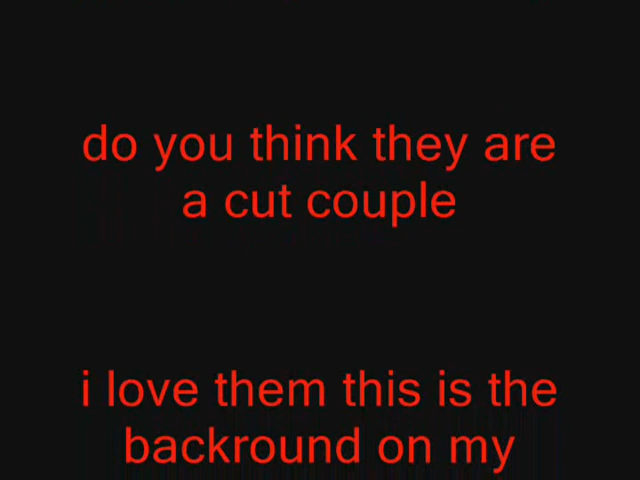 do you think they are
a cut couple
i love them this is the
backround on my